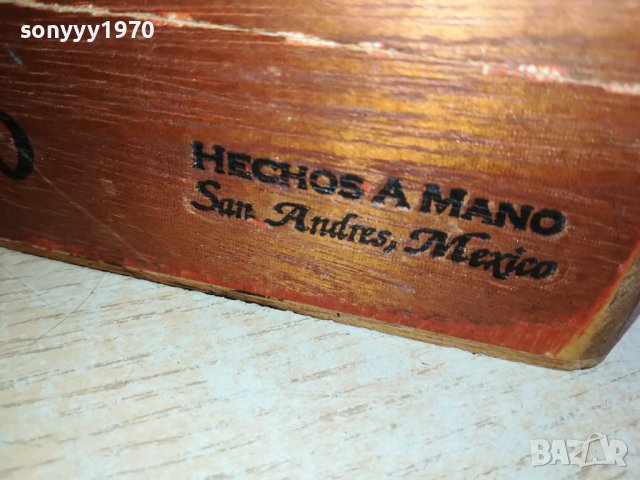 sonyyy1970
HECHOS A MANO
San Andres, Mexico
BAZAR